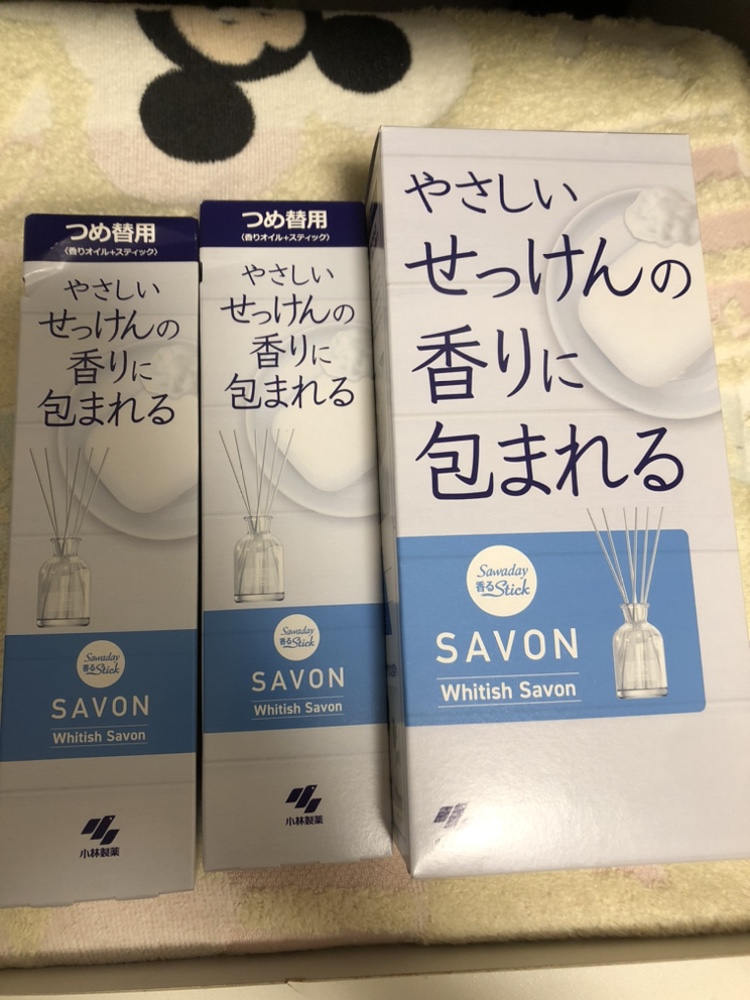 つめ替用
〈香りオイル+スティック〉
やさしい
せっけんの
香りに
包まれる
Sawaday
香るStick
SAVON
Whitish Savon
小林製薬
つめ替用
〈香りオイル+スティック〉
やさしい
せっけんの
香りに
包まれる
Sawaday
香るStick
SAVON
Whitish Savon
小林製薬
やさしい
せっけんの
香りに
包まれる
Sawaday
香るStick
SAVON
Whitish Savon